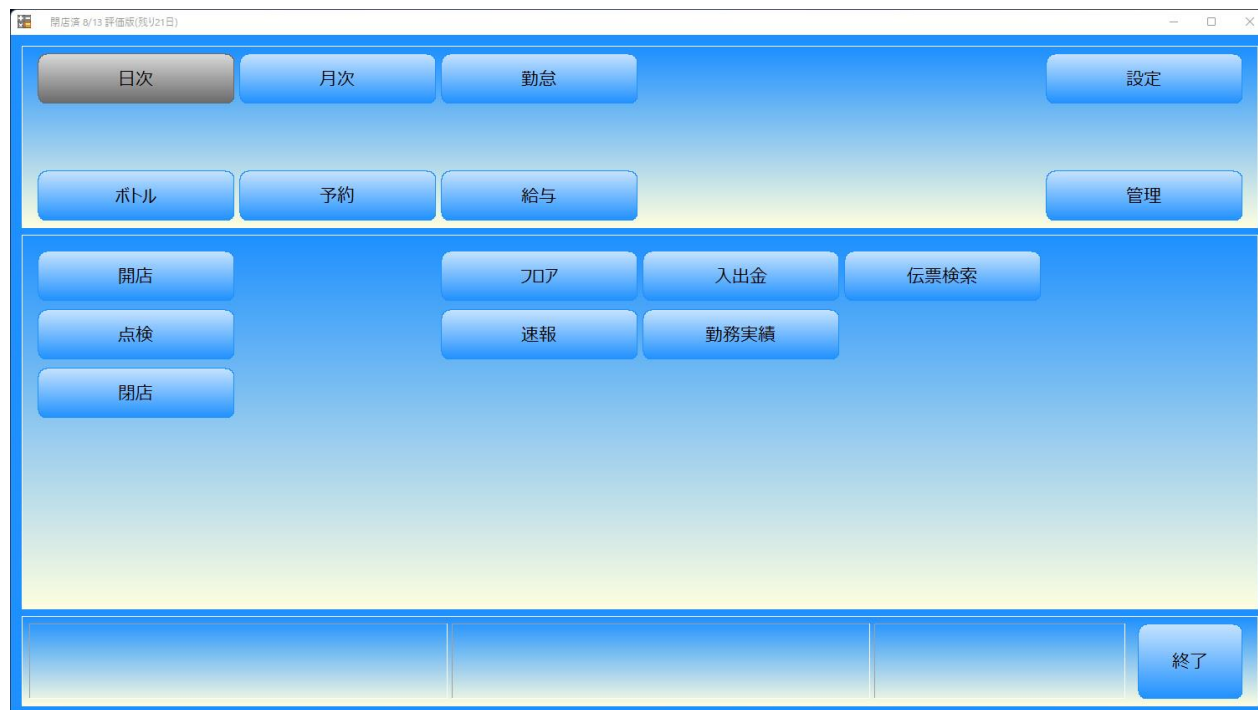 閉店済 8/13 評価版(残り21日)
日次 月次 勤怠 設定
ボトル 予約 給与 管理
開店 フロア 入出金 伝票検索
点検 速報 勤務実績
閉店
終了